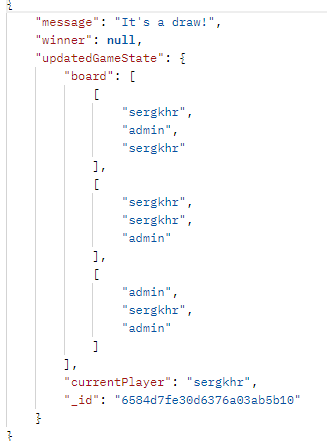 {
"message": "It's a draw!",
"winner": null,
"updatedGameState": {
"board": [
[
"sergkhr",
"admin",
"sergkhr"
],
[
"sergkhr",
"sergkhr",
"admin"
],
[
"admin",
"sergkhr",
"admin"
]
],
"currentPlayer": "sergkhr",
"_id": "6584d7fe30d6376a03ab5b10"
}
}